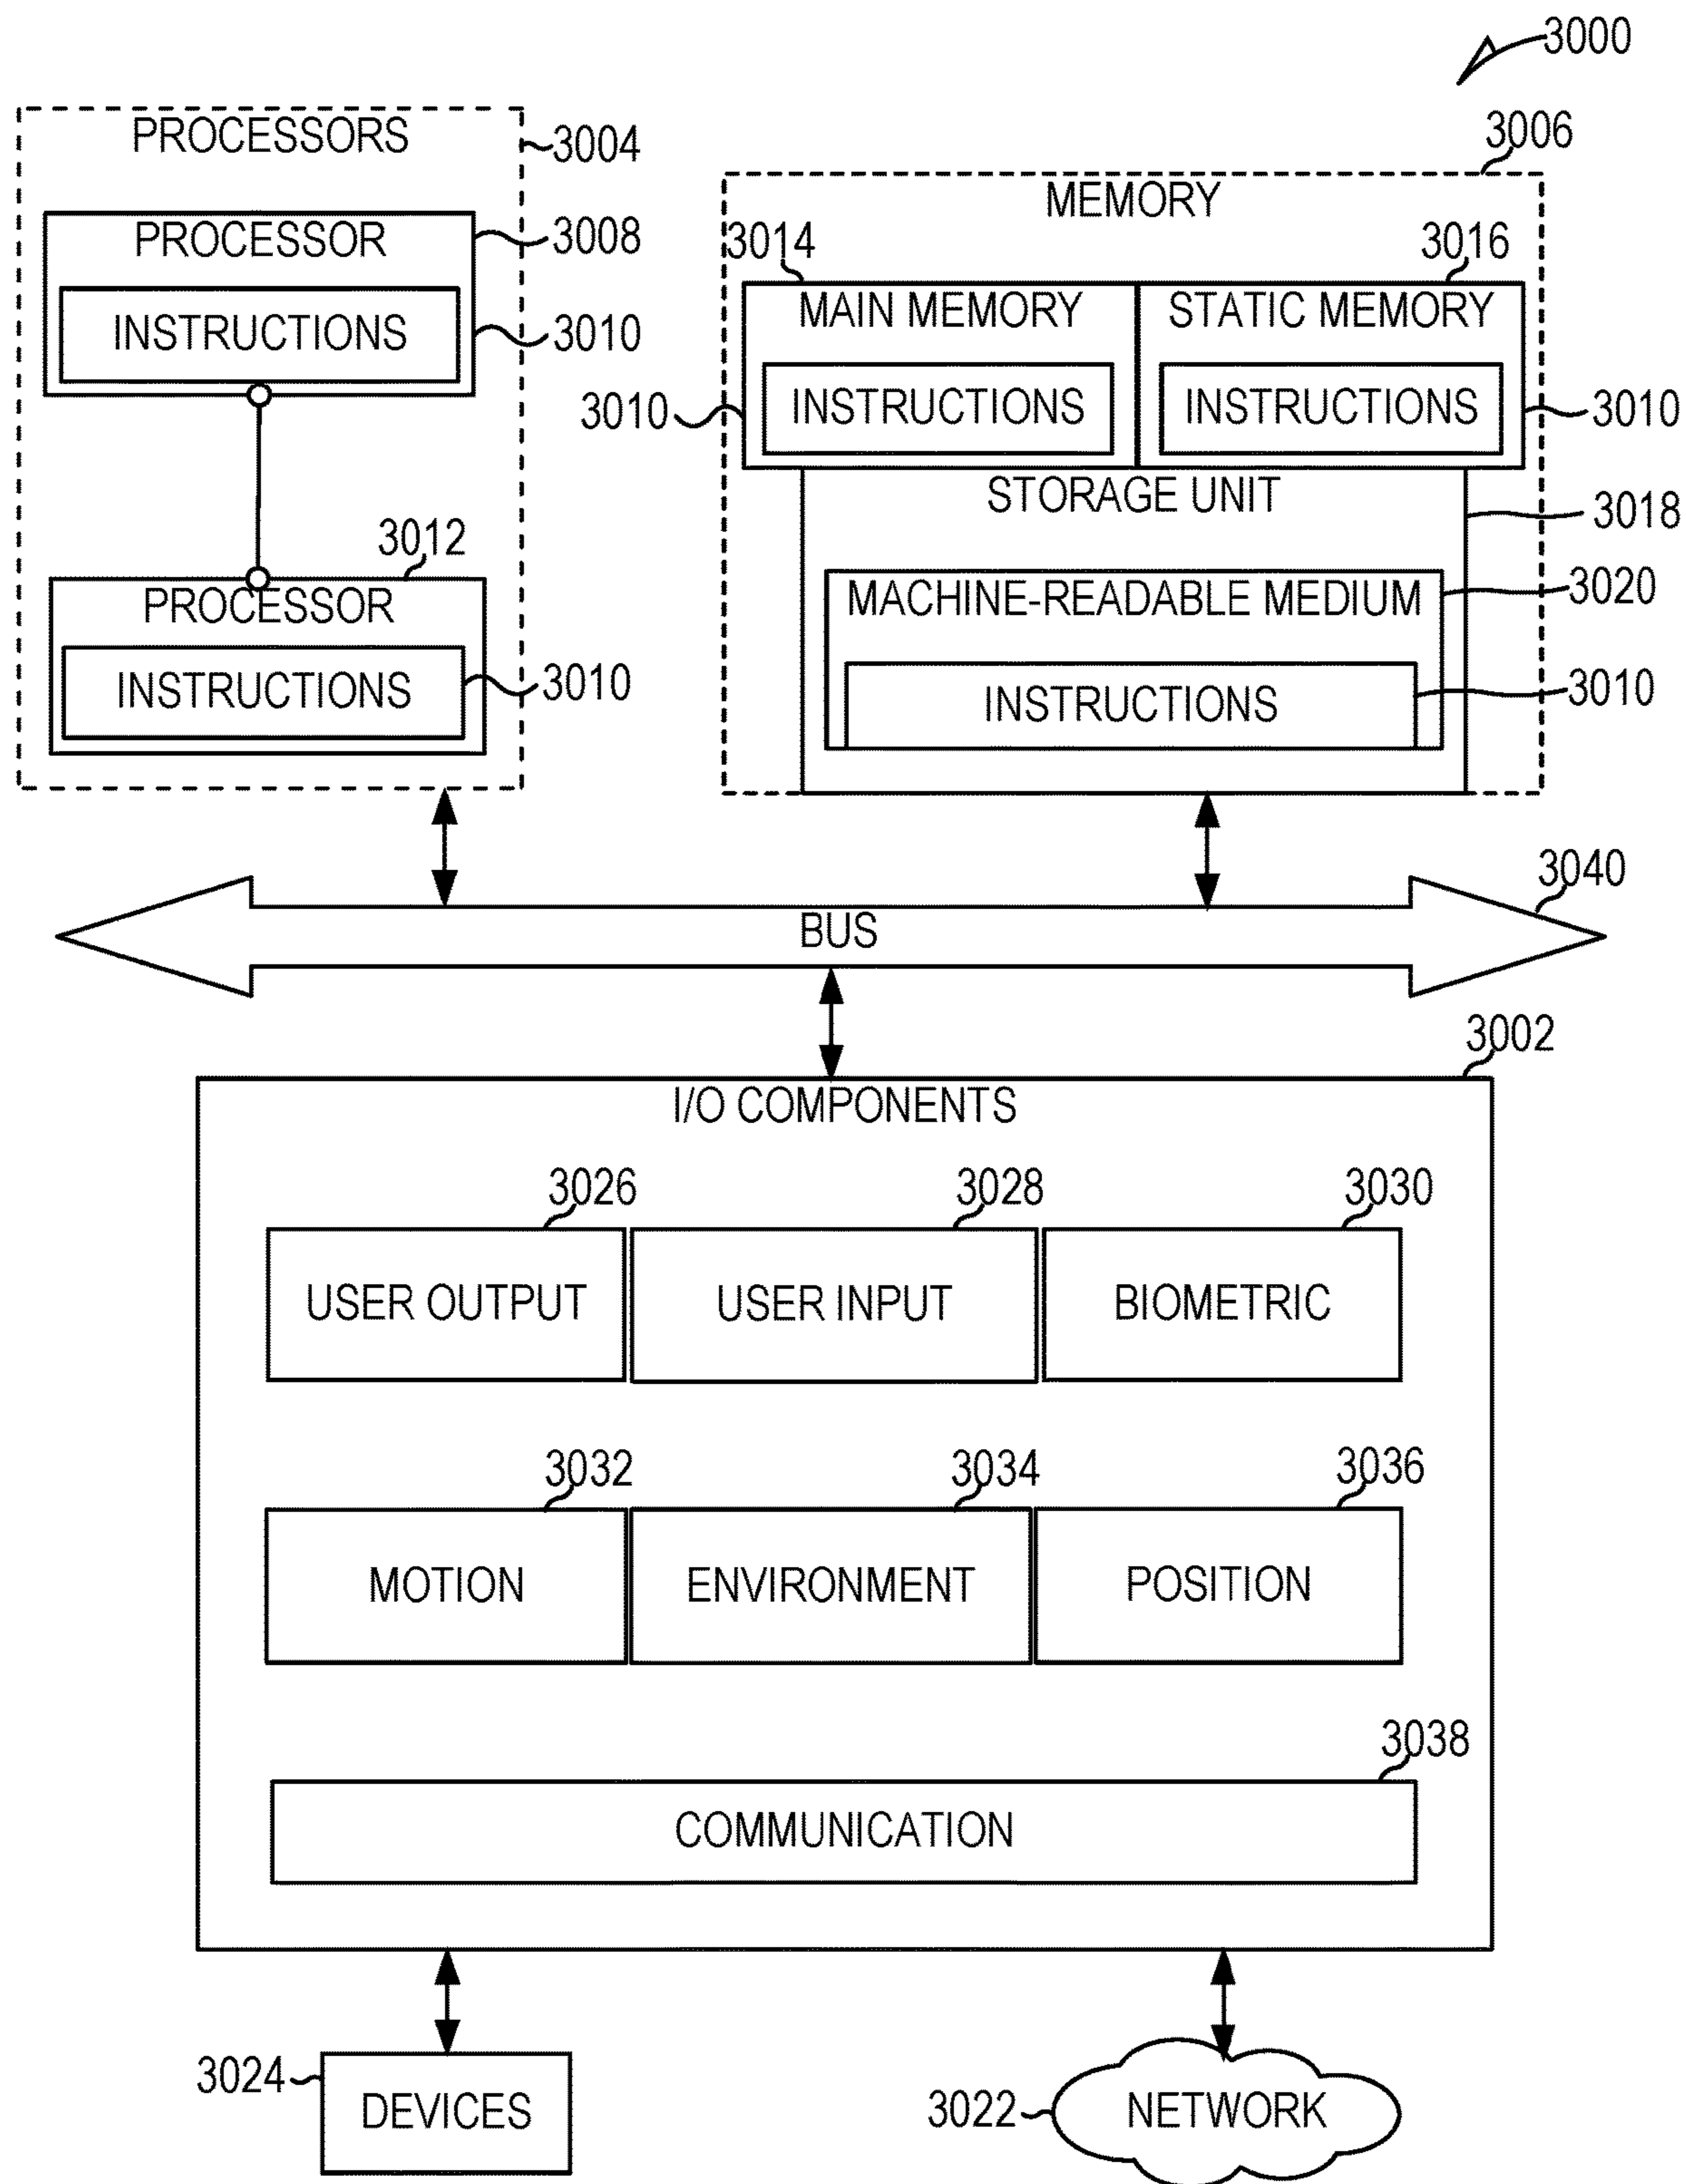 3000
PROCESSORS
3004
PROCESSOR
3008
INSTRUCTIONS
3010
3012
PROCESSOR
INSTRUCTIONS
3010
3006
MEMORY
3014
3016
MAIN MEMORY
STATIC MEMORY
3010
INSTRUCTIONS
INSTRUCTIONS
3010
STORAGE UNIT
3018
MACHINE-READABLE MEDIUM
3020
INSTRUCTIONS
3010
3040
BUS
3002
I/O COMPONENTS
3026
3028
3030
USER OUTPUT
USER INPUT
BIOMETRIC
3032
3034
3036
MOTION
ENVIRONMENT
POSITION
3038
COMMUNICATION
3024
DEVICES
3022
NETWORK